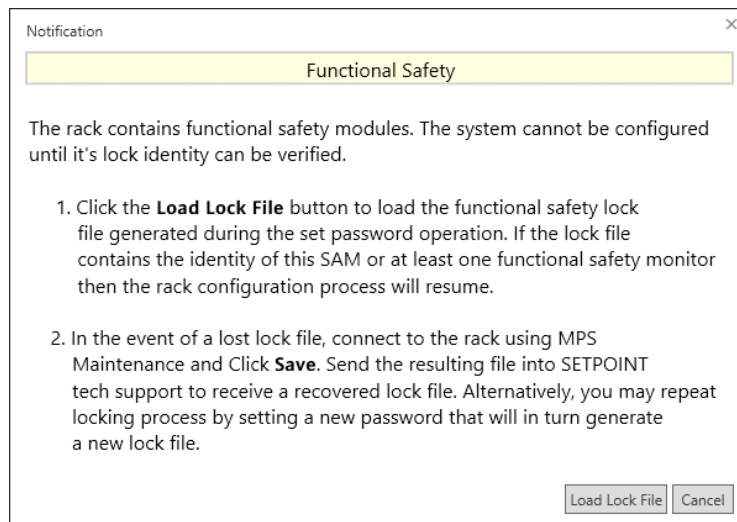 Notification
Functional Safety
The rack contains functional safety modules. The system cannot be configured
until it's lock identity can be verified.
1. Click the Load Lock File button to load the functional safety lock
file generated during the set password operation. If the lock file
contains the identity of this SAM or at least one functional safety monitor
then the rack configuration process will resume.
2. In the event of a lost lock file, connect to the rack using MPS
Maintenance and Click Save. Send the resulting file into SETPOINT
tech support to receive a recovered lock file. Alternatively, you may repeat
locking process by setting a new password that will in turn generate
a new lock file.
Load Lock File Cancel